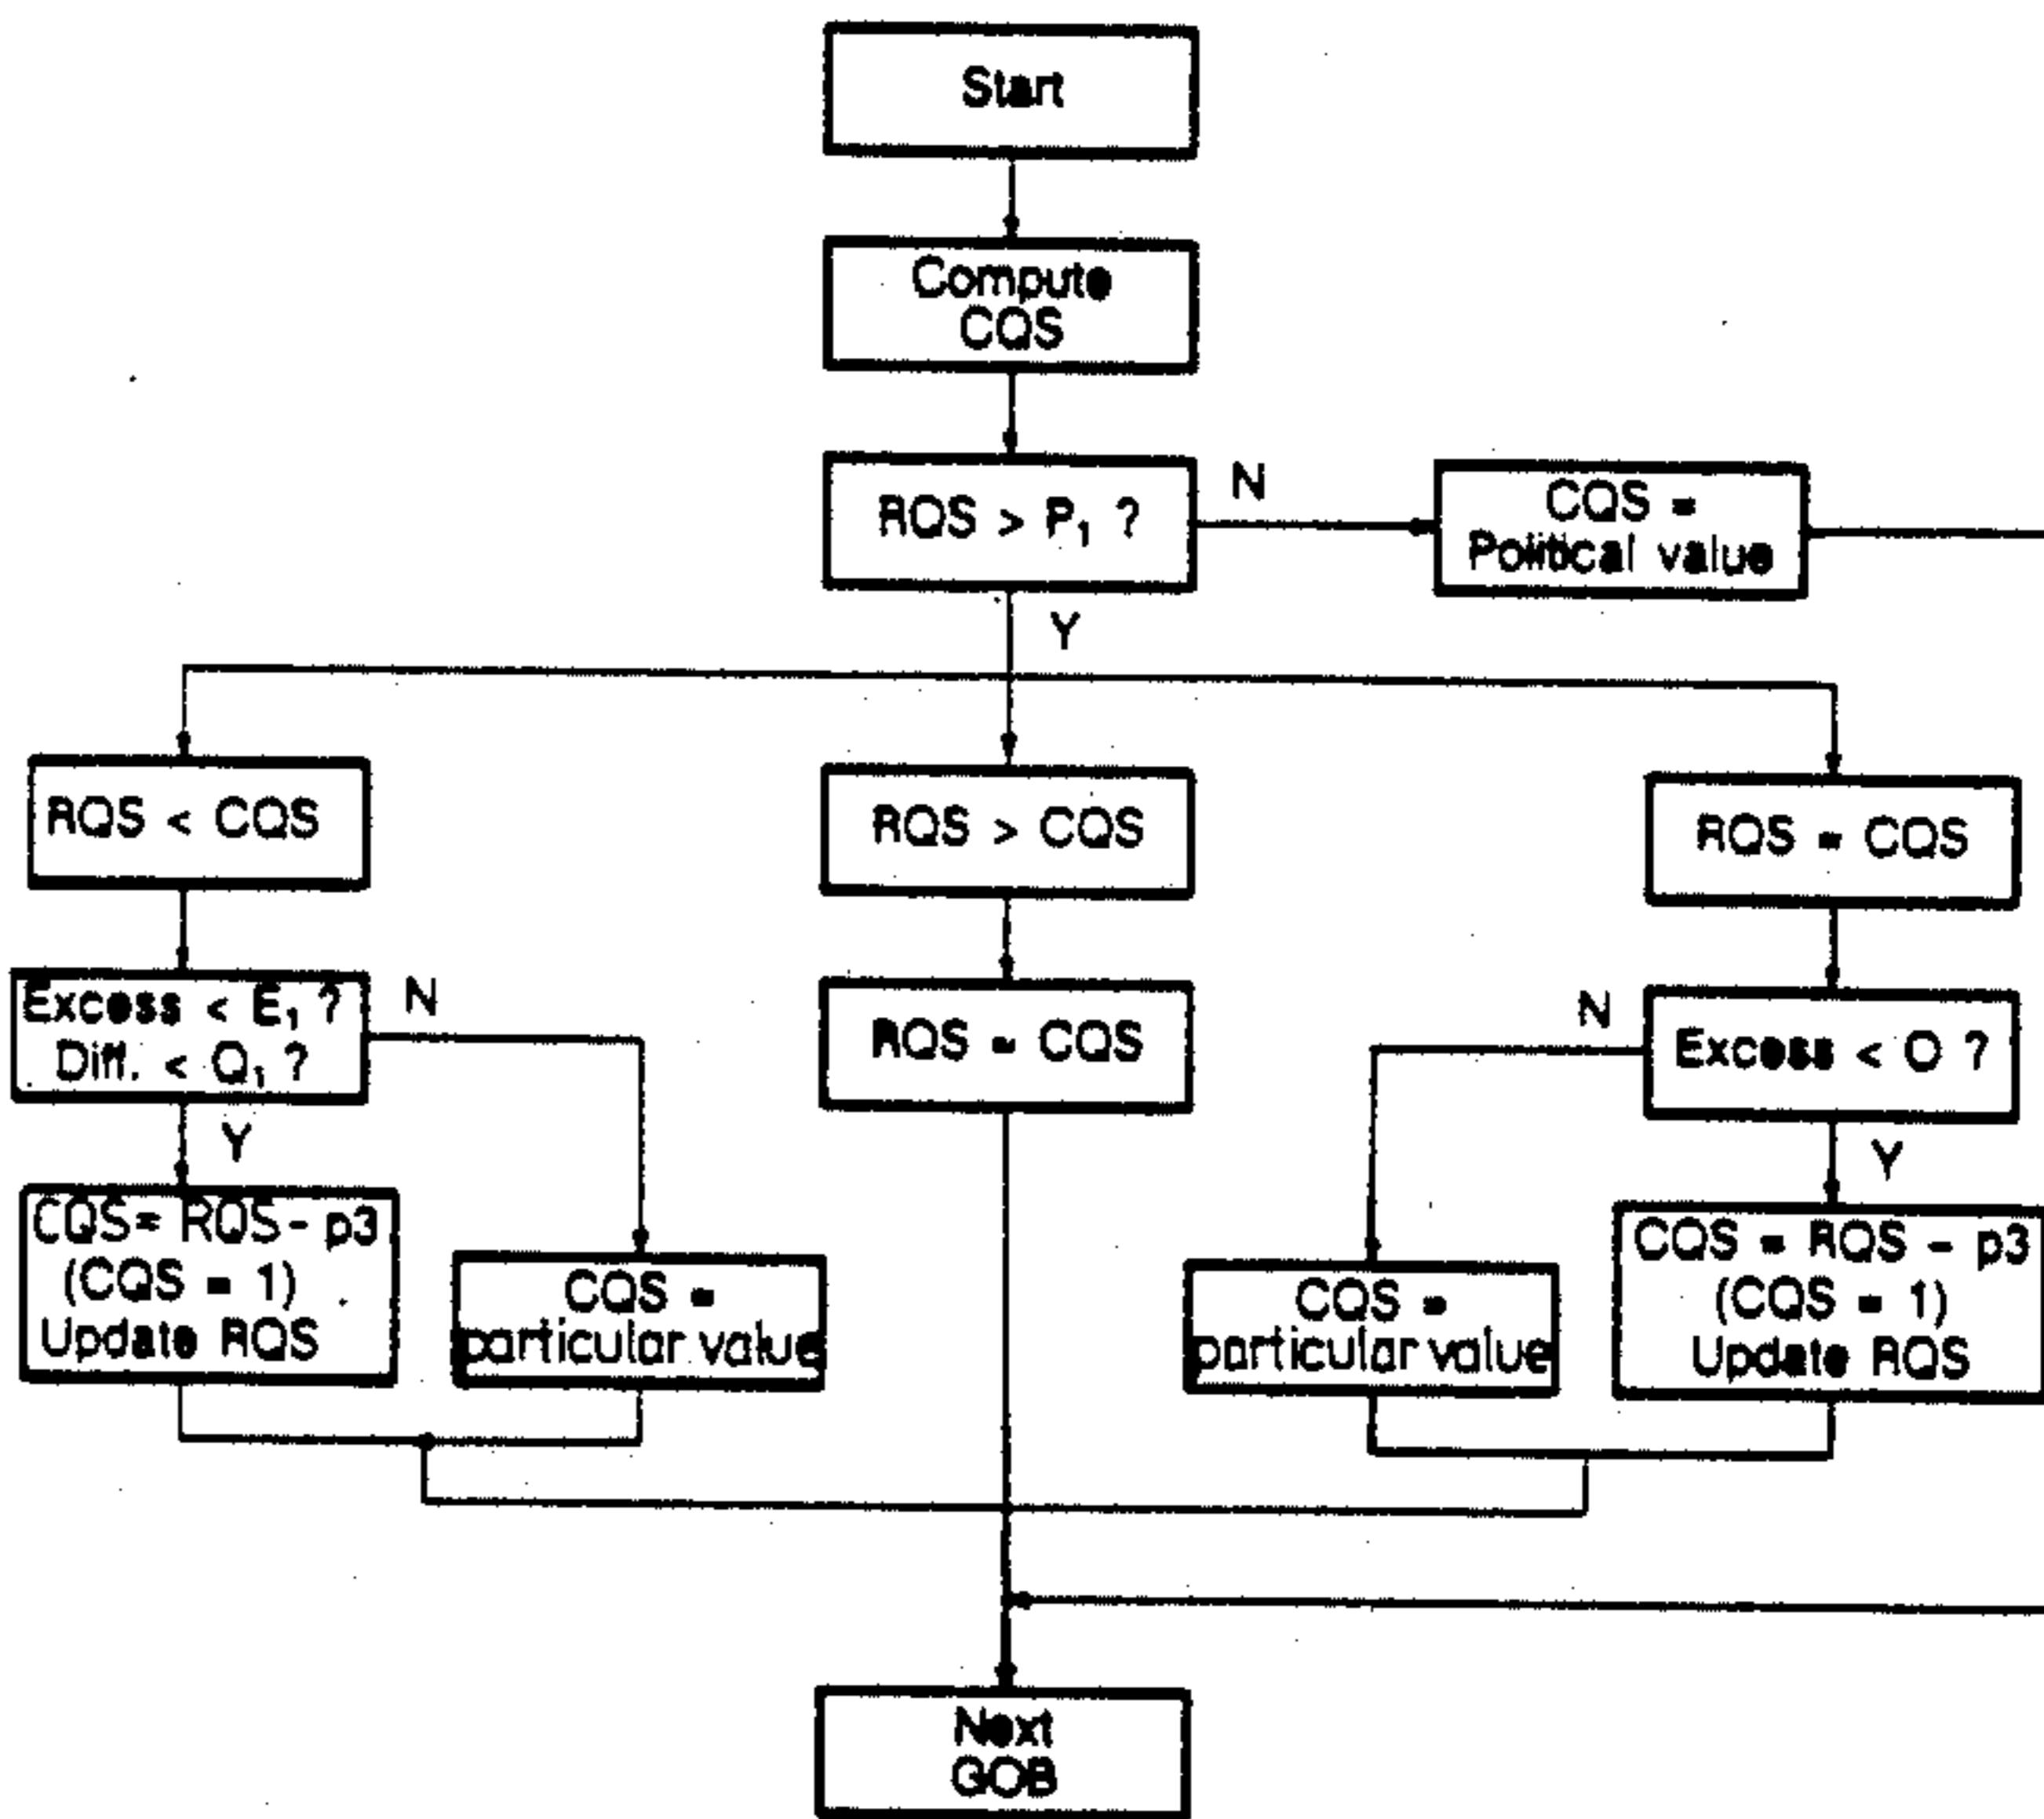 Start
Compute
CQS
RQS > P₁ ?
N
CQS =
Political value
Y
RQS < CQS
RQS > CQS
RQS = CQS
Excess < E₁ ?
Diff. < Q₁ ?
N
RQS = CQS
N
Excess < O ?
Y
Y
CQS= RQS- p3
(CQS = 1)
Update RQS
CQS =
particular value
CQS =
particular value
CQS = RQS - p3
(CQS = 1)
Update RQS
Next
GOB